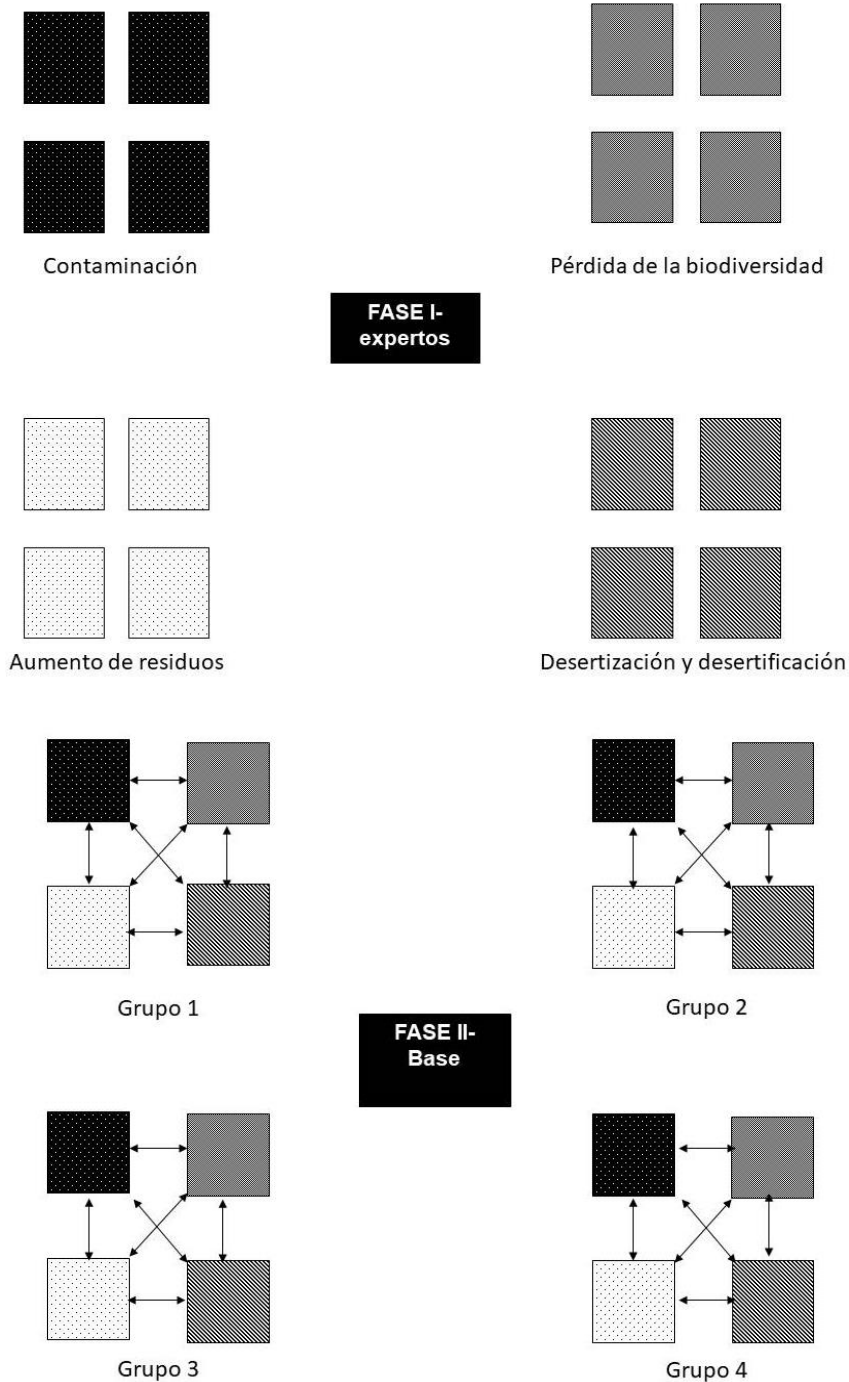 Contaminación
Pérdida de la biodiversidad
FASE I-
expertos
Aumento de residuos
Desertización y desertificación
Grupo 1
Grupo 2
FASE II-
Base
Grupo 3
Grupo 4